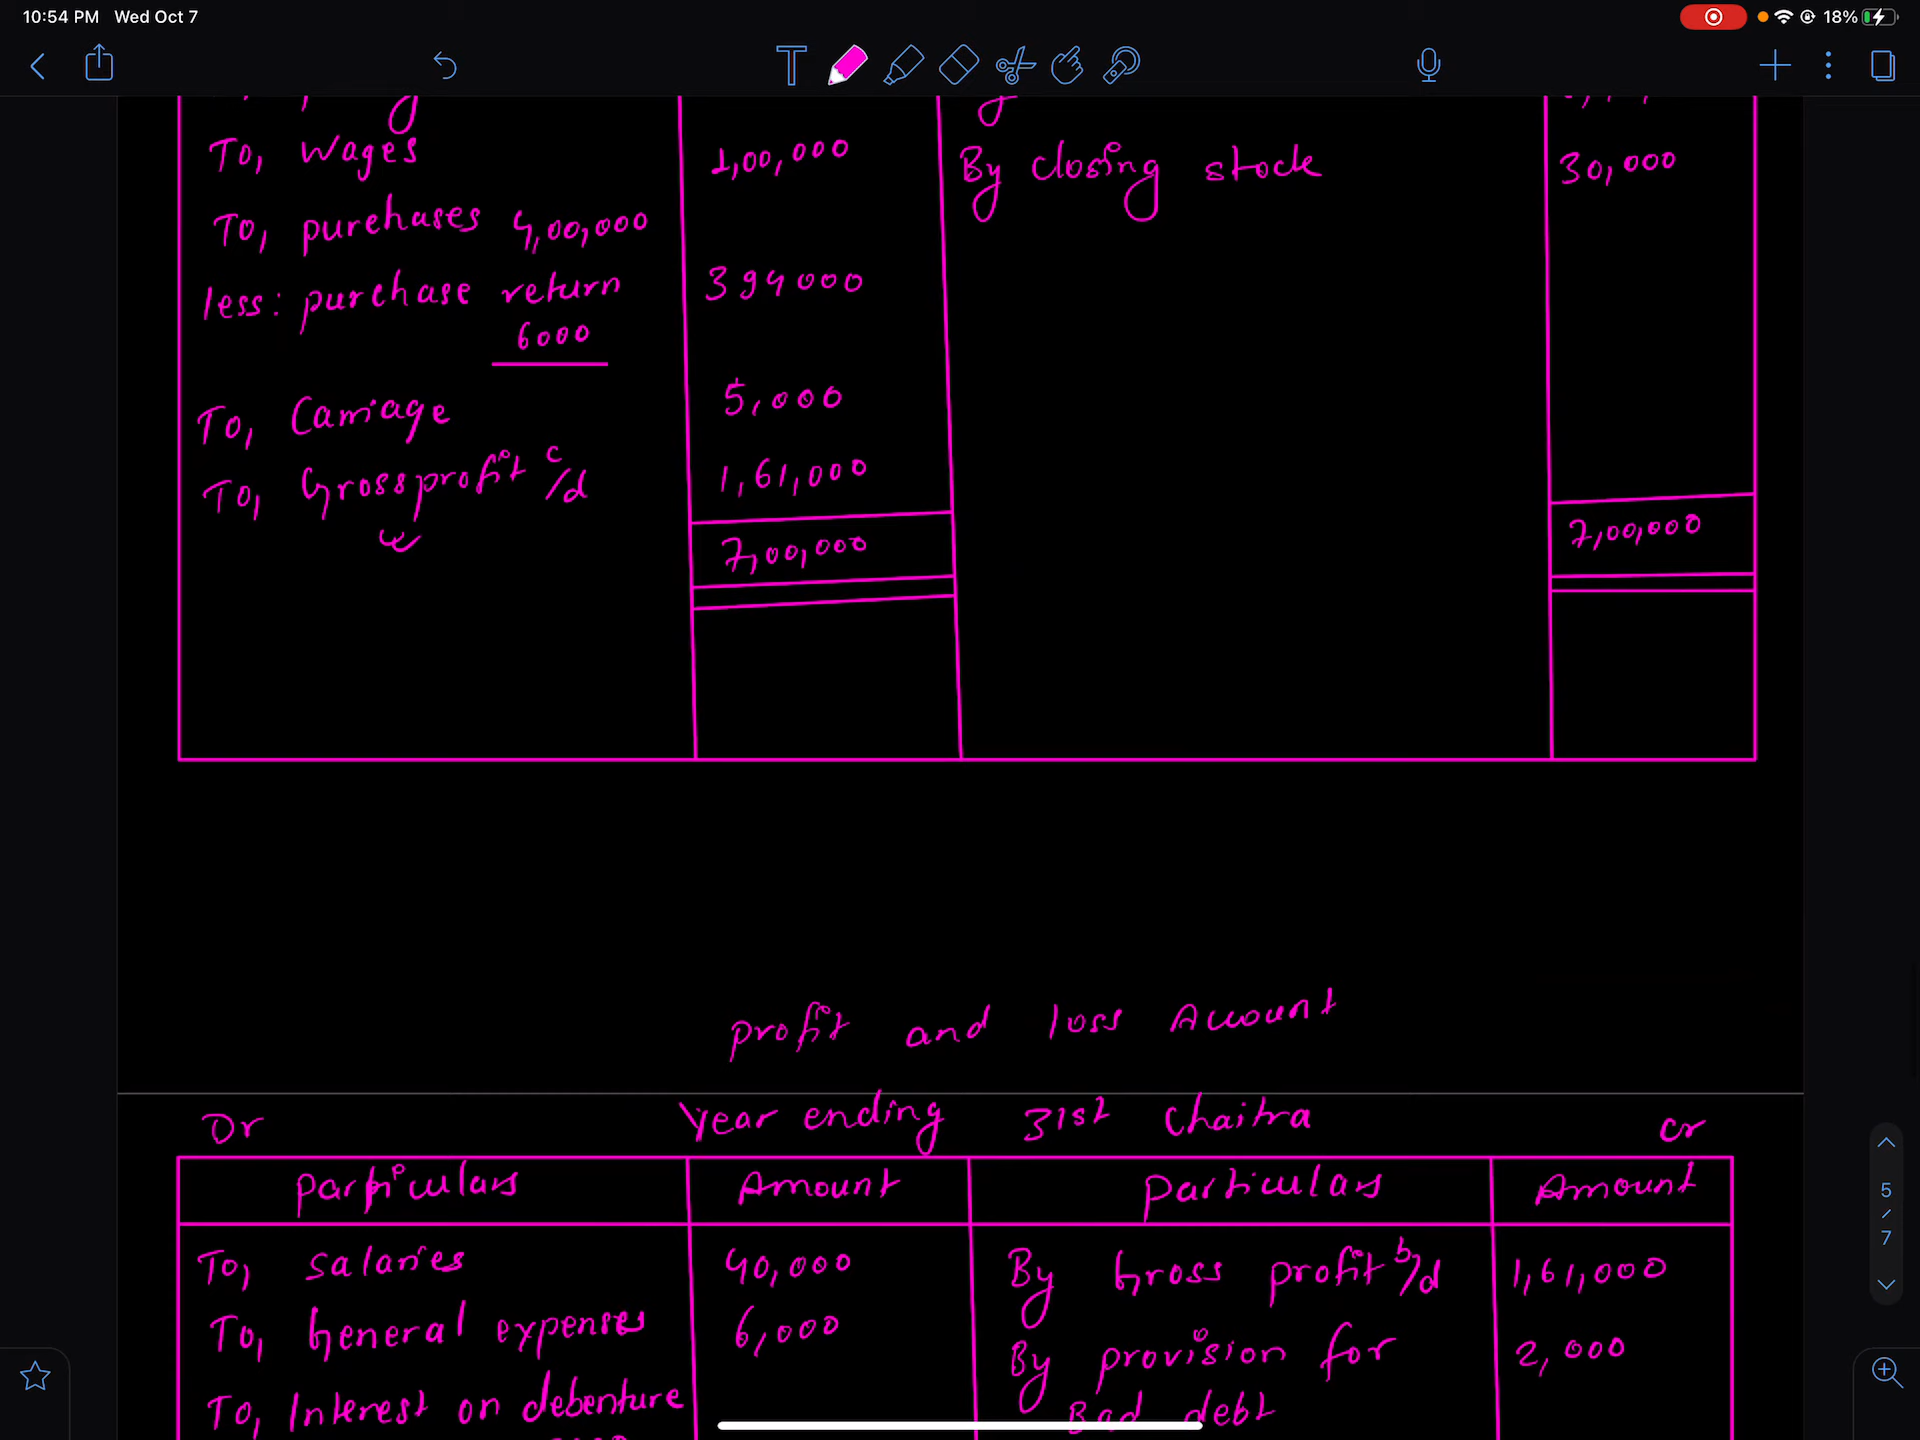 10:54 PM Wed Oct 7
18%
To, wages 1,00,000 By closing stock 30,000
To, purchases 4,00,000
less: purchase return 394000
6000
To, Carriage 5,000
To, Gross profit c/d 1,61,000
7,00,000 7,00,000
profit and loss Account
Dr Year ending 31st Chaitra cr
particulars Amount particulars Amount
To, salaries 40,000 By Gross profit b/d 1,61,000
To, General expenses 6,000 By provision for 2,000
To, Interest on debenture Bad debt
5
/
7